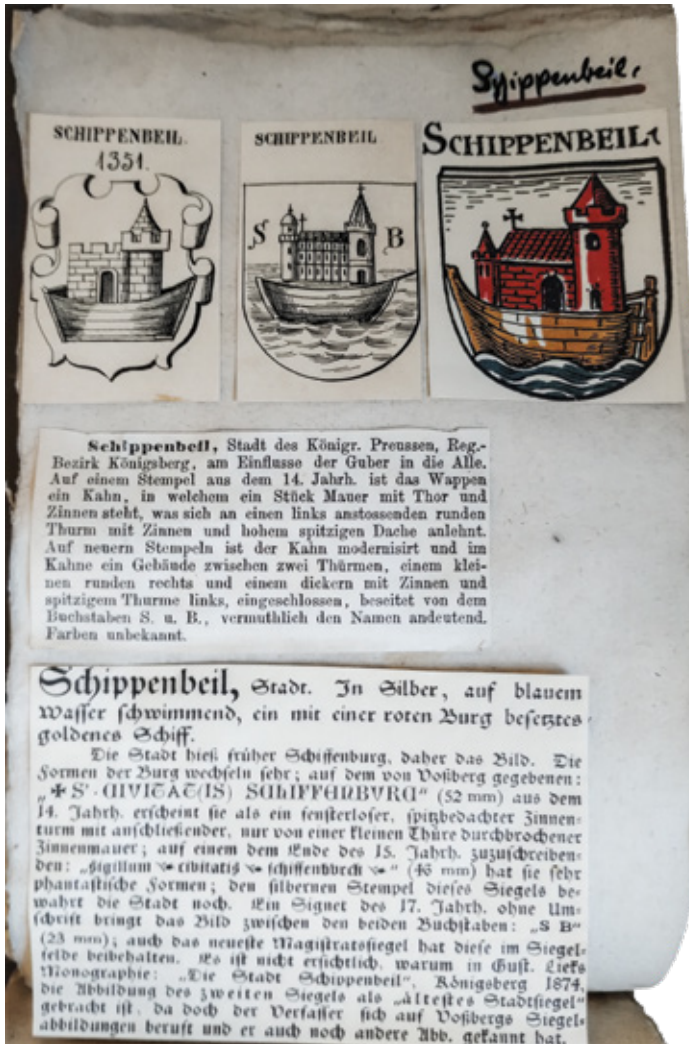 Schippenbeil.
SCHIPPENBEIL.
1351.
SCHIPPENBEIL
S B
SCHIPPENBEIL
Schippenbeil, Stadt des Königr. Preussen, Reg.-
Bezirk Königsberg, am Einflusse der Guber in die Alle.
Auf einem Stempel aus dem 14. Jahrh. ist das Wappen
ein Kahn, in welchem ein Stück Mauer mit Thor und
Zinnen steht, was sich an einen links anstossenden runden
Thurm mit Zinnen und hohem spitzigen Dache anlehnt.
Auf neuern Stempeln ist der Kahn modernisirt und im
Kahne ein Gebäude zwischen zwei Thürmen, einem klei-
nen runden rechts und einem dickern mit Zinnen und
spitzigem Thurme links, eingeschlossen, beseitet von dem
Buchstaben S. u. B., vermuthlich den Namen andeutend.
Farben unbekannt.
Schippenbeil, Stadt. In Silber, auf blauem
Wasser schwimmend, ein mit einer roten Burg besetztes
goldenes Schiff.
Die Stadt hieß früher Schiffenburg, daher das Bild. Die
Formen der Burg wechseln sehr; auf dem von Voßberg gegebenen:
„✠ S' · CIVITAT(IS) SCHIFFENBVRG“ (52 mm) aus dem
14. Jahrh. erscheint sie als ein fensterloser, spitzbedachter Zinnen-
turm mit anschließender, nur von einer kleinen Thüre durchbrochener
Zinnenmauer; auf einem dem Ende des 15. Jahrh. zuzuschreiben-
den: „sigillum civitatis schiffenburch“ (46 mm) hat sie sehr
phantastische Formen; den silbernen Stempel dieses Siegels be-
wahrt die Stadt noch. Ein Signet des 17. Jahrh. ohne Um-
schrift bringt das Bild zwischen den beiden Buchstaben: „S B“
(23 mm); auch das neueste Magistratssiegel hat diese im Siegel-
felde beibehalten. Es ist nicht ersichtlich, warum in Gust. Lieks
Monographie: „Die Stadt Schippenbeil“, Königsberg 1874,
die Abbildung des zweiten Siegels als „ältestes Stadtsiegel“
gebracht ist, da doch der Verfasser sich auf Voßbergs Siegel-
abbildungen beruft und er auch noch andere Abb. gekannt hat.